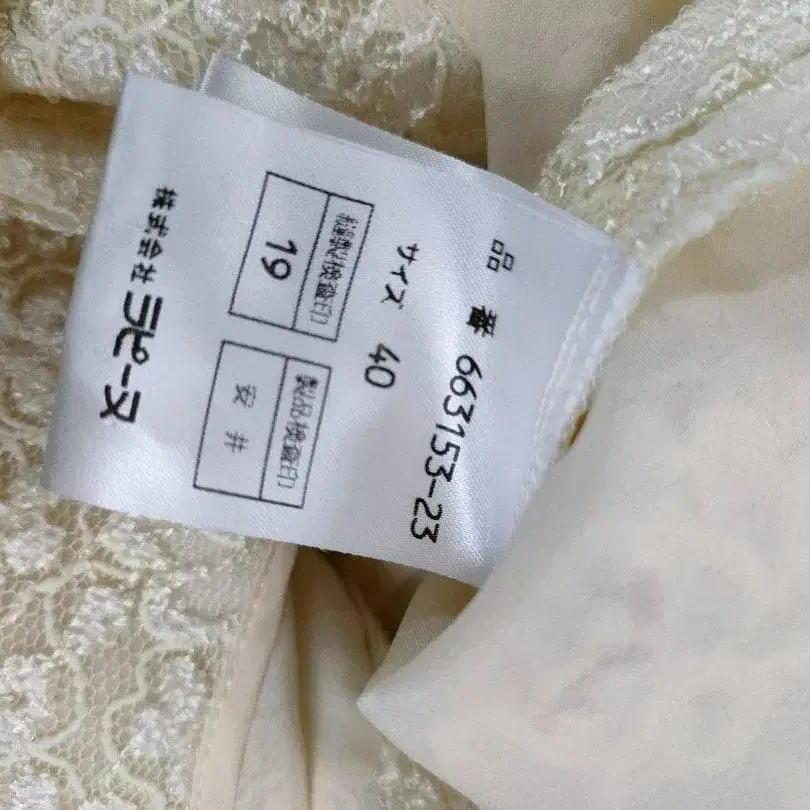 品番 663153-23
サイズ 40
縫製検査印
19
製品検査印
安井
株式会社 ラピーヌ